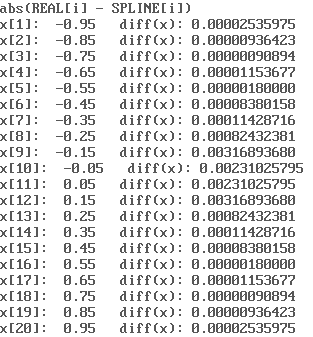 abs(REAL[i] - SPLINE[i])
x[1]: -0.95 diff(x): 0.00002535975
x[2]: -0.85 diff(x): 0.00000936423
x[3]: -0.75 diff(x): 0.00000090894
x[4]: -0.65 diff(x): 0.00001153677
x[5]: -0.55 diff(x): 0.00000180000
x[6]: -0.45 diff(x): 0.00008380158
x[7]: -0.35 diff(x): 0.00011428716
x[8]: -0.25 diff(x): 0.00082432381
x[9]: -0.15 diff(x): 0.00316893680
x[10]: -0.05 diff(x): 0.00231025795
x[11]: 0.05 diff(x): 0.00231025795
x[12]: 0.15 diff(x): 0.00316893680
x[13]: 0.25 diff(x): 0.00082432381
x[14]: 0.35 diff(x): 0.00011428716
x[15]: 0.45 diff(x): 0.00008380158
x[16]: 0.55 diff(x): 0.00000180000
x[17]: 0.65 diff(x): 0.00001153677
x[18]: 0.75 diff(x): 0.00000090894
x[19]: 0.85 diff(x): 0.00000936423
x[20]: 0.95 diff(x): 0.00002535975